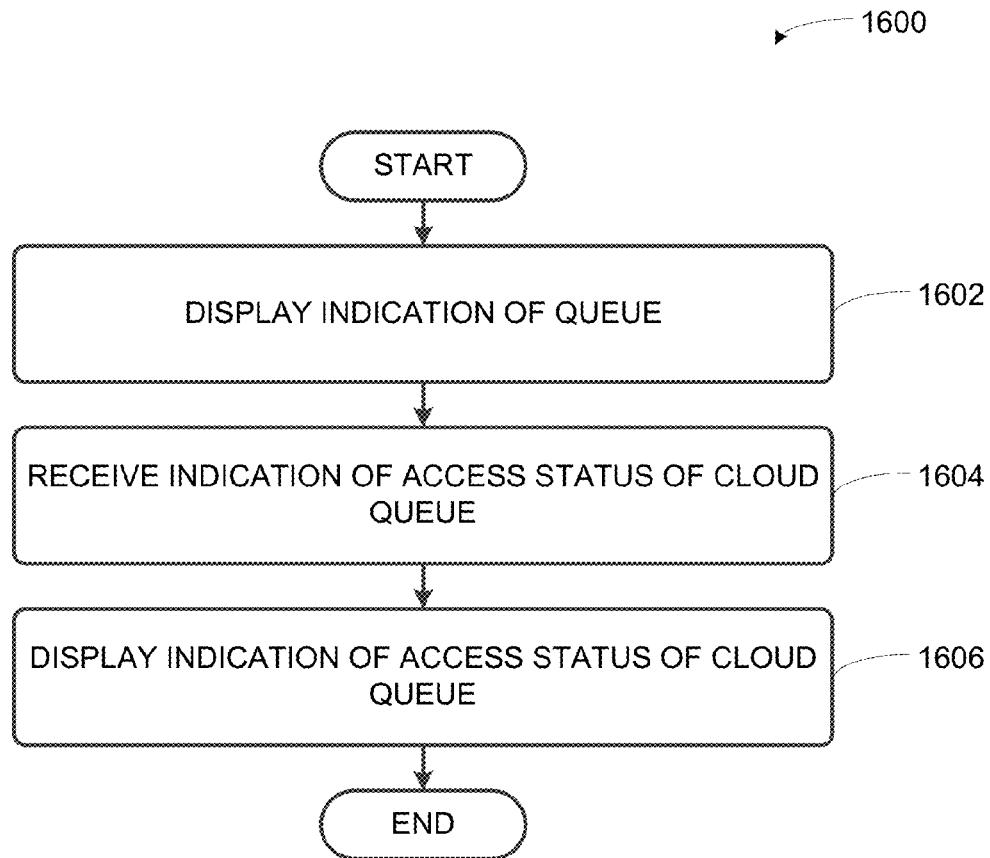 1600
START
DISPLAY INDICATION OF QUEUE
1602
RECEIVE INDICATION OF ACCESS STATUS OF CLOUD
QUEUE
1604
DISPLAY INDICATION OF ACCESS STATUS OF CLOUD
QUEUE
1606
END